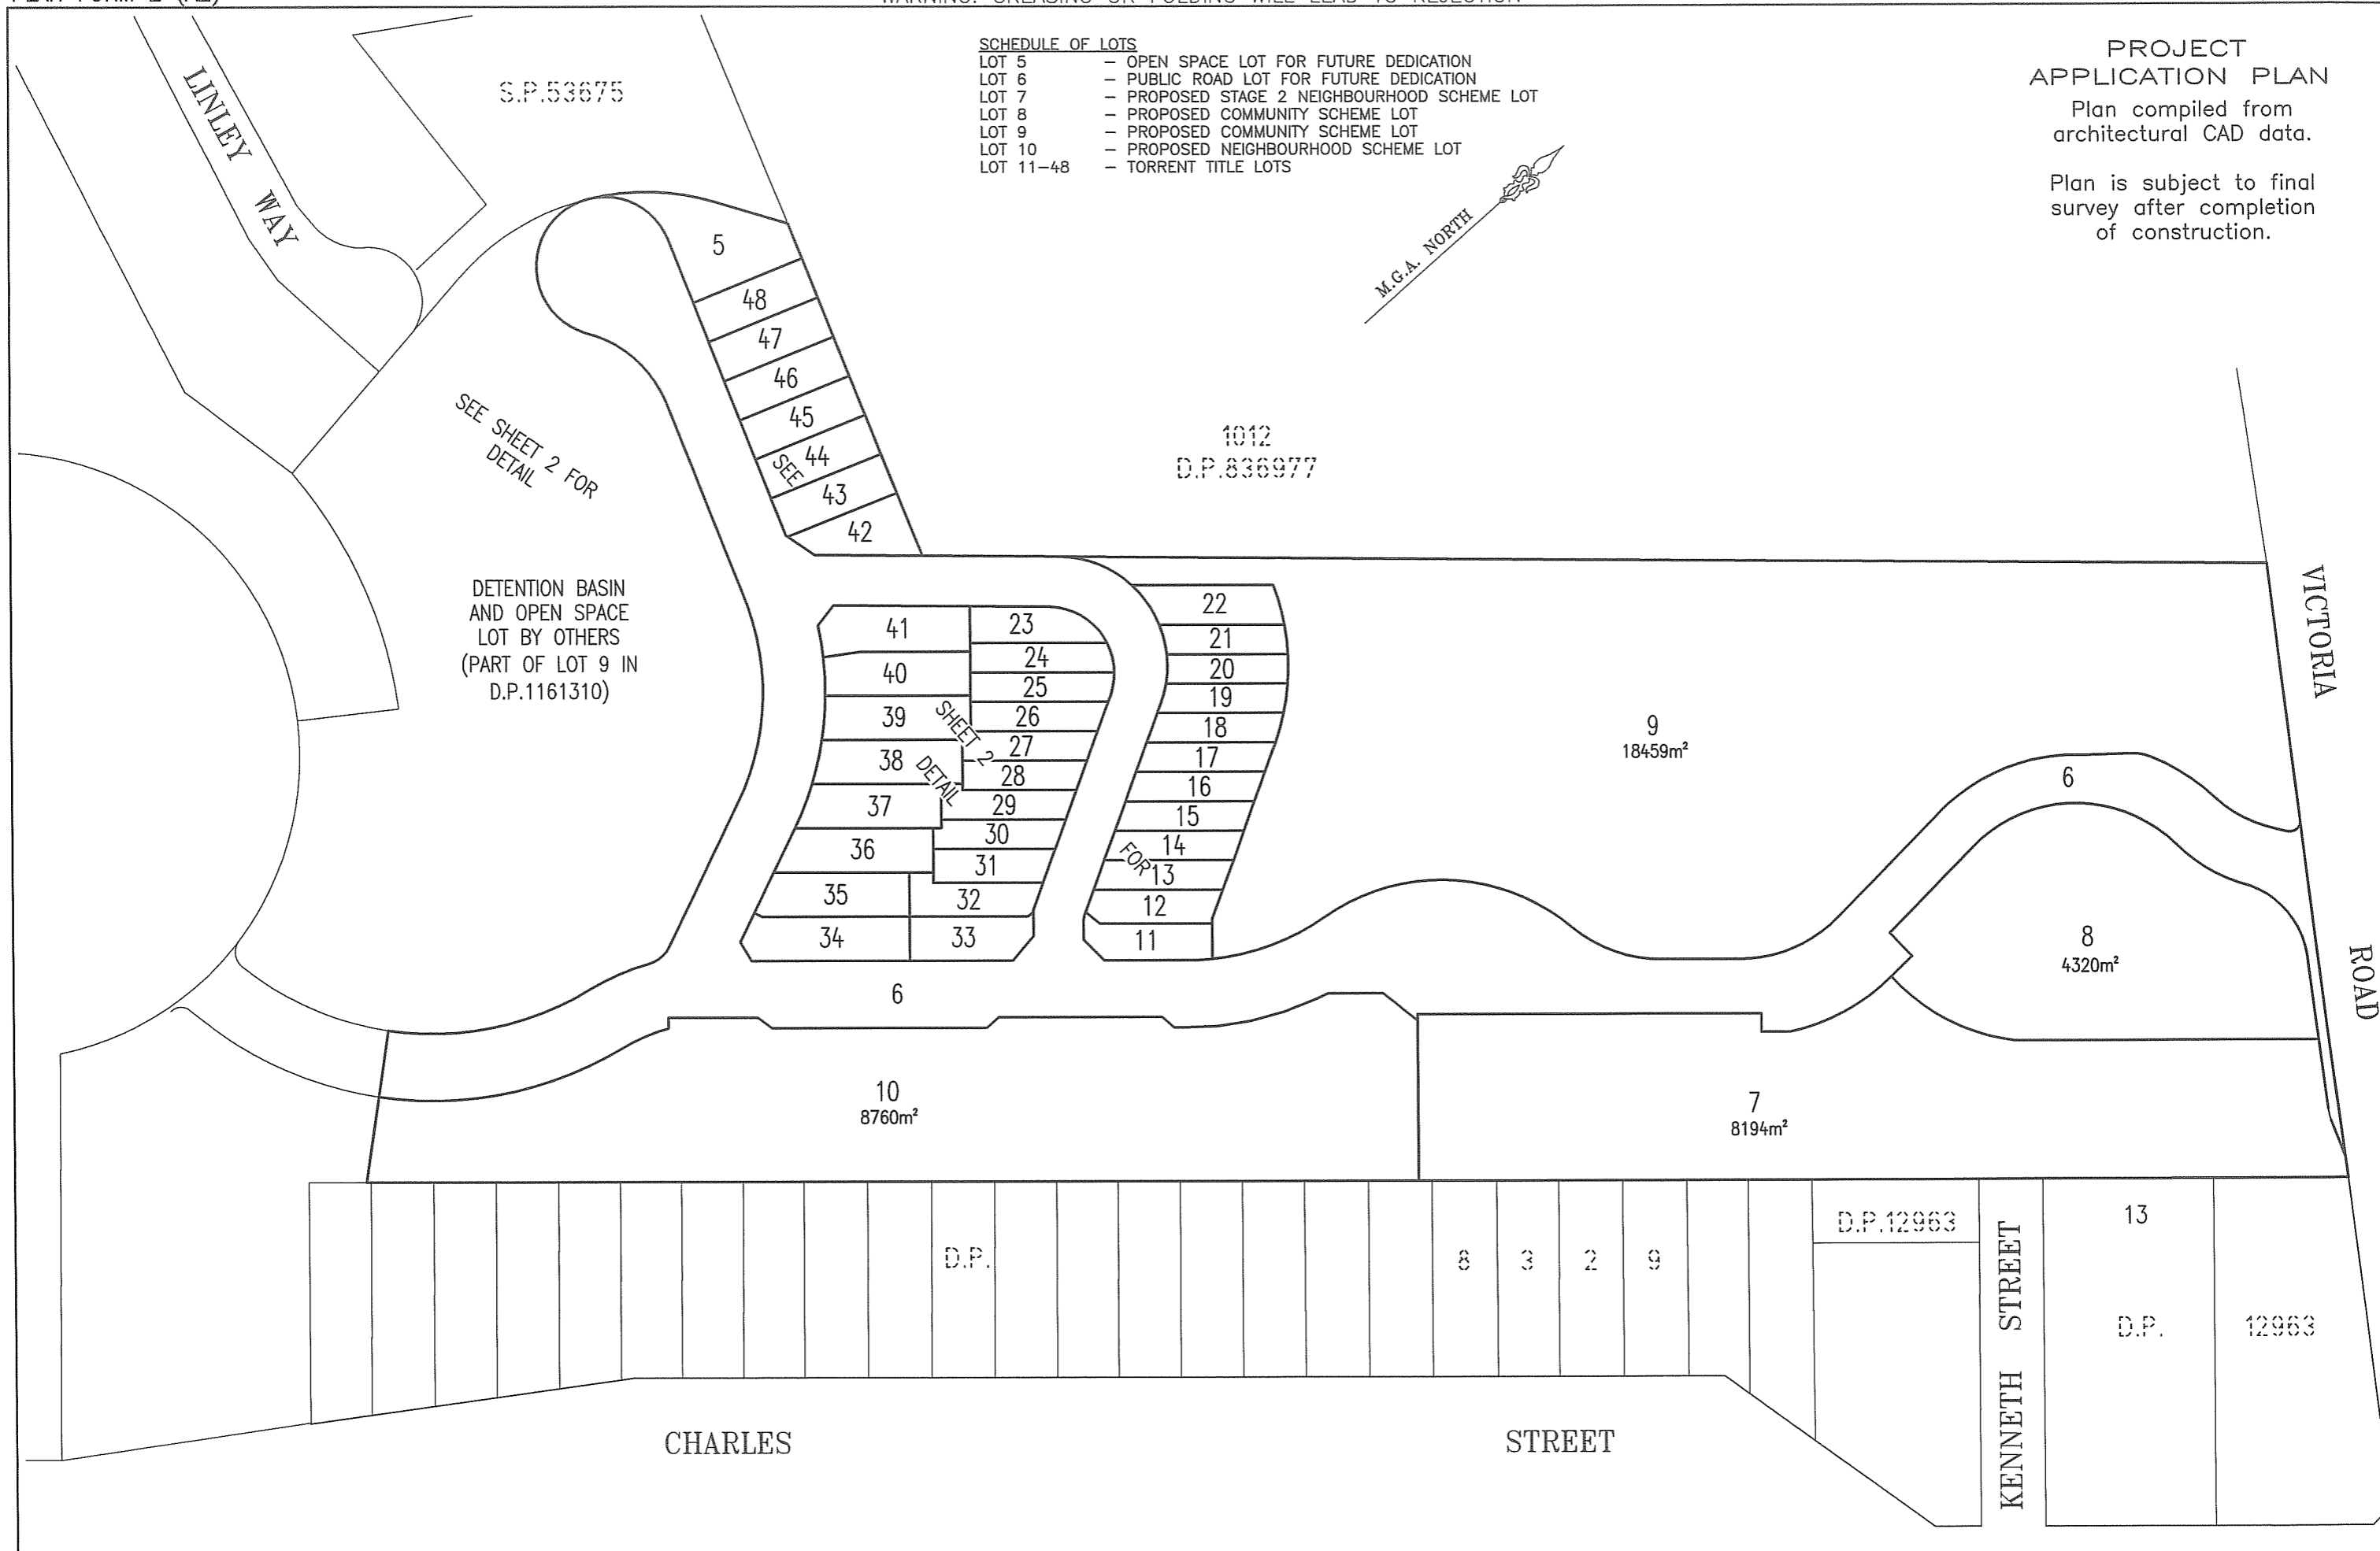 SCHEDULE OF LOTS
LOT 5 – OPEN SPACE LOT FOR FUTURE DEDICATION
LOT 6 – PUBLIC ROAD LOT FOR FUTURE DEDICATION
LOT 7 – PROPOSED STAGE 2 NEIGHBOURHOOD SCHEME LOT
LOT 8 – PROPOSED COMMUNITY SCHEME LOT
LOT 9 – PROPOSED COMMUNITY SCHEME LOT
LOT 10 – PROPOSED NEIGHBOURHOOD SCHEME LOT
LOT 11–48 – TORRENT TITLE LOTS
PROJECT
APPLICATION PLAN
Plan compiled from
architectural CAD data.
Plan is subject to final
survey after completion
of construction.
LINLEY WAY
S.P.53675
M.G.A. NORTH
5
48
47
46
45
44
43
42
SEE
SEE SHEET 2 FOR
DETAIL
1012
D.P.836977
DETENTION BASIN
AND OPEN SPACE
LOT BY OTHERS
(PART OF LOT 9 IN
D.P.1161310)
41
40
39
38
37
36
35
34
23
24
25
26
27
28
29
30
31
32
33
SHEET 2
DETAIL
22
21
20
19
18
17
16
15
14
13
12
11
FOR
9
18459m²
6
8
4320m²
VICTORIA
ROAD
6
10
8760m²
7
8194m²
D.P.
8
3
2
9
D.P.12963
KENNETH STREET
13
D.P.
12963
CHARLES
STREET